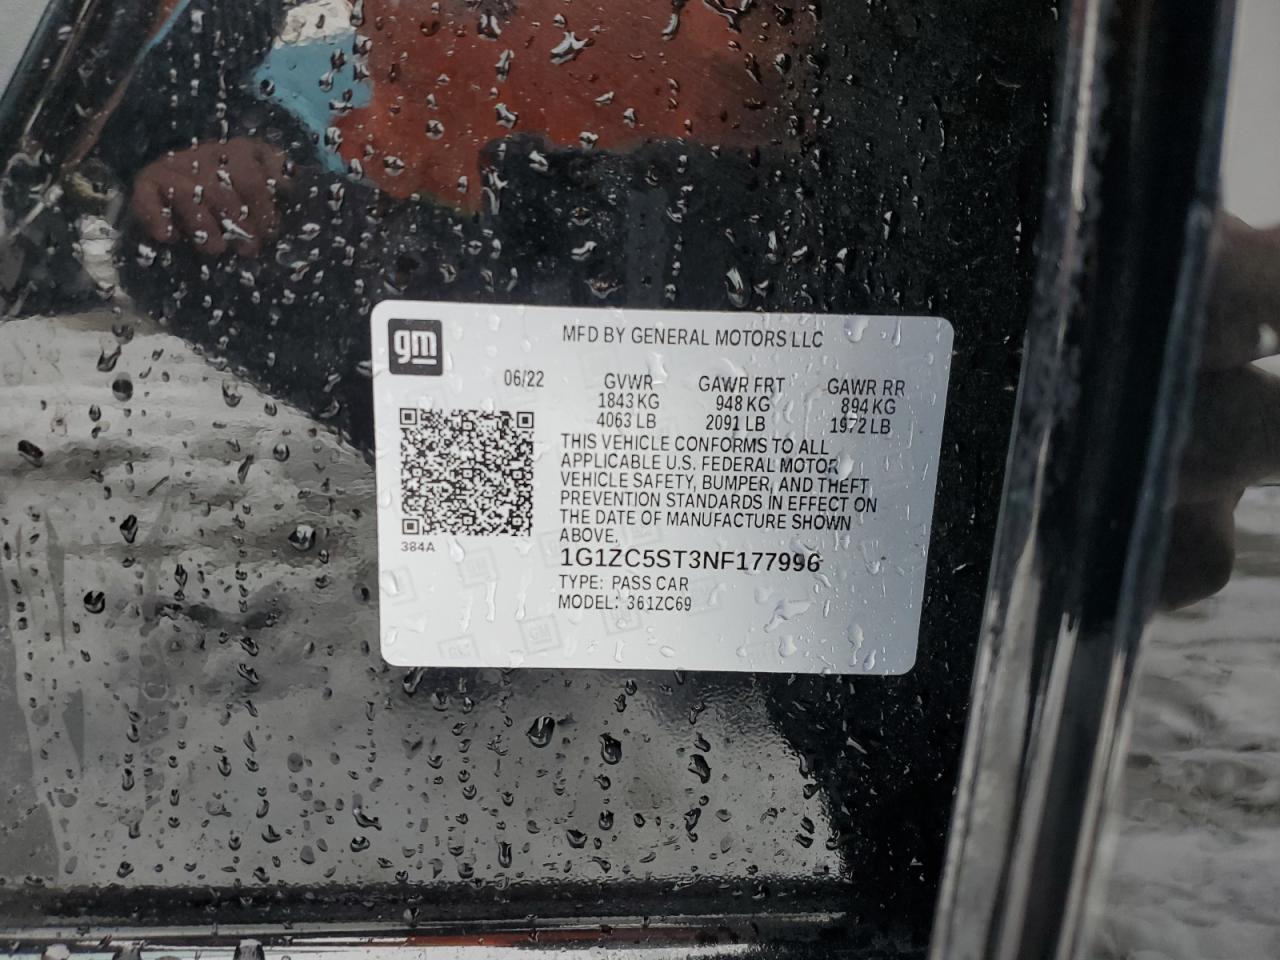 gm
MFD BY GENERAL MOTORS LLC
06/22 GVWR GAWR FRT GAWR RR
1843 KG 948 KG 894 KG
4063 LB 2091 LB 1972 LB
THIS VEHICLE CONFORMS TO ALL
APPLICABLE U.S. FEDERAL MOTOR
VEHICLE SAFETY, BUMPER, AND THEFT
PREVENTION STANDARDS IN EFFECT ON
THE DATE OF MANUFACTURE SHOWN
ABOVE.
384A
1G1ZC5ST3NF177996
TYPE: PASS CAR
MODEL: 361ZC69